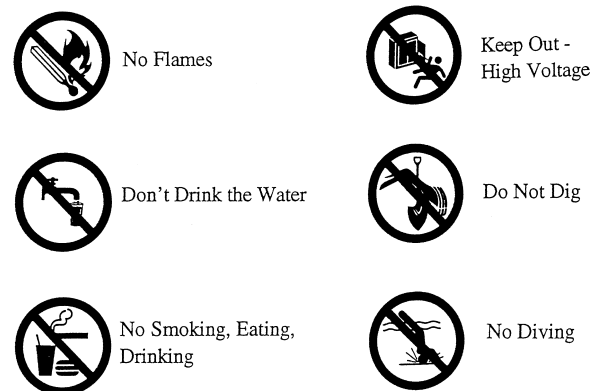 No Flames
Keep Out -
High Voltage
Don't Drink the Water
Do Not Dig
No Smoking, Eating,
Drinking
No Diving